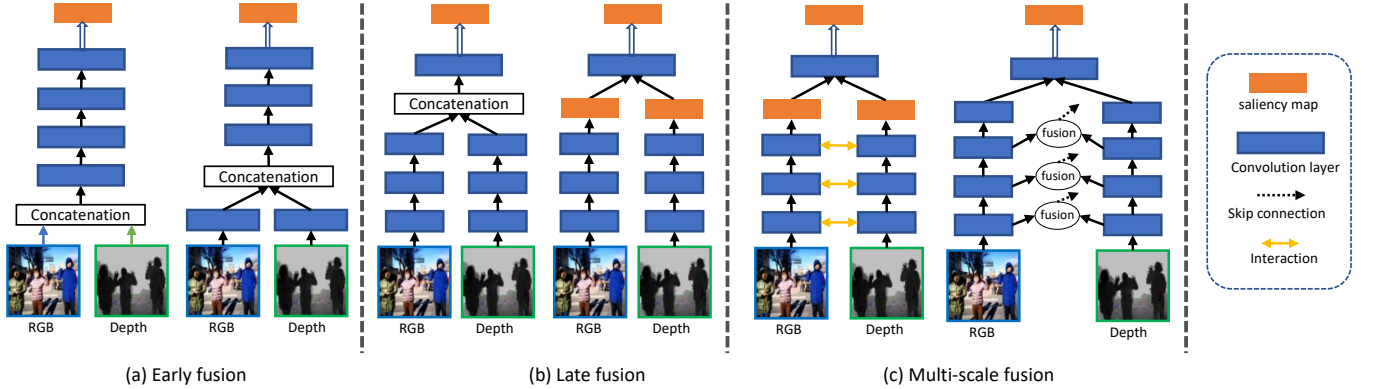 Concatenation
RGB
Depth
Concatenation
RGB
Depth
(a) Early fusion
Concatenation
RGB
Depth
RGB
Depth
(b) Late fusion
RGB
Depth
fusion
fusion
fusion
RGB
Depth
(c) Multi-scale fusion
saliency map
Convolution layer
Skip connection
Interaction